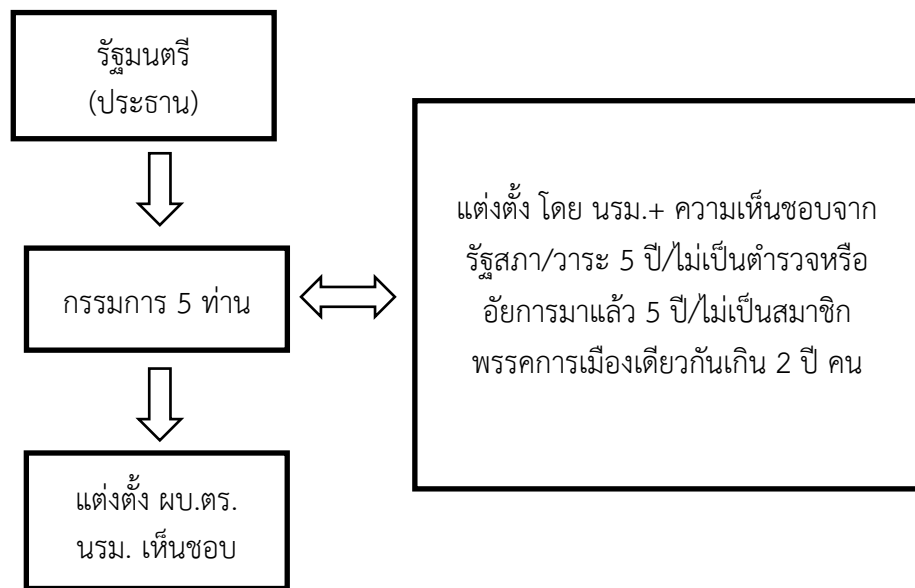 รัฐมนตรี
(ประธาน)
กรรมการ 5 ท่าน
แต่งตั้ง โดย นรม.+ ความเห็นชอบจาก
รัฐสภา/วาระ 5 ปี/ไม่เป็นตำรวจหรือ
อัยการมาแล้ว 5 ปี/ไม่เป็นสมาชิก
พรรคการเมืองเดียวกันเกิน 2 ปี คน
แต่งตั้ง ผบ.ตร.
นรม. เห็นชอบ